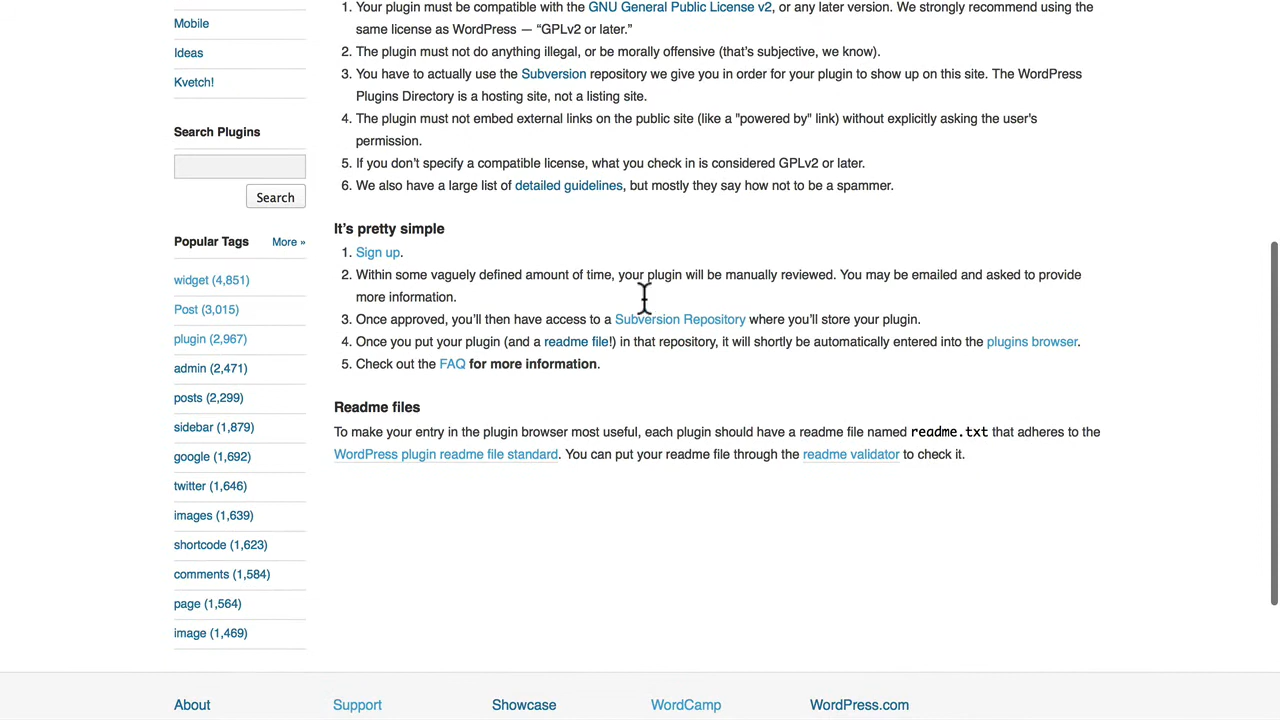 Mobile
Ideas
Kvetch!
Search Plugins
Search
Popular Tags More »
widget (4,851)
Post (3,015)
plugin (2,967)
admin (2,471)
posts (2,299)
sidebar (1,879)
google (1,692)
twitter (1,646)
images (1,639)
shortcode (1,623)
comments (1,584)
page (1,564)
image (1,469)
1. Your plugin must be compatible with the GNU General Public License v2, or any later version. We strongly recommend using the
same license as WordPress — “GPLv2 or later.”
2. The plugin must not do anything illegal, or be morally offensive (that’s subjective, we know).
3. You have to actually use the Subversion repository we give you in order for your plugin to show up on this site. The WordPress
Plugins Directory is a hosting site, not a listing site.
4. The plugin must not embed external links on the public site (like a "powered by" link) without explicitly asking the user's
permission.
5. If you don’t specify a compatible license, what you check in is considered GPLv2 or later.
6. We also have a large list of detailed guidelines, but mostly they say how not to be a spammer.
It’s pretty simple
1. Sign up.
2. Within some vaguely defined amount of time, your plugin will be manually reviewed. You may be emailed and asked to provide
more information.
3. Once approved, you’ll then have access to a Subversion Repository where you’ll store your plugin.
4. Once you put your plugin (and a readme file!) in that repository, it will shortly be automatically entered into the plugins browser.
5. Check out the FAQ for more information.
Readme files
To make your entry in the plugin browser most useful, each plugin should have a readme file named readme.txt that adheres to the
WordPress plugin readme file standard. You can put your readme file through the readme validator to check it.
About Support Showcase WordCamp WordPress.com